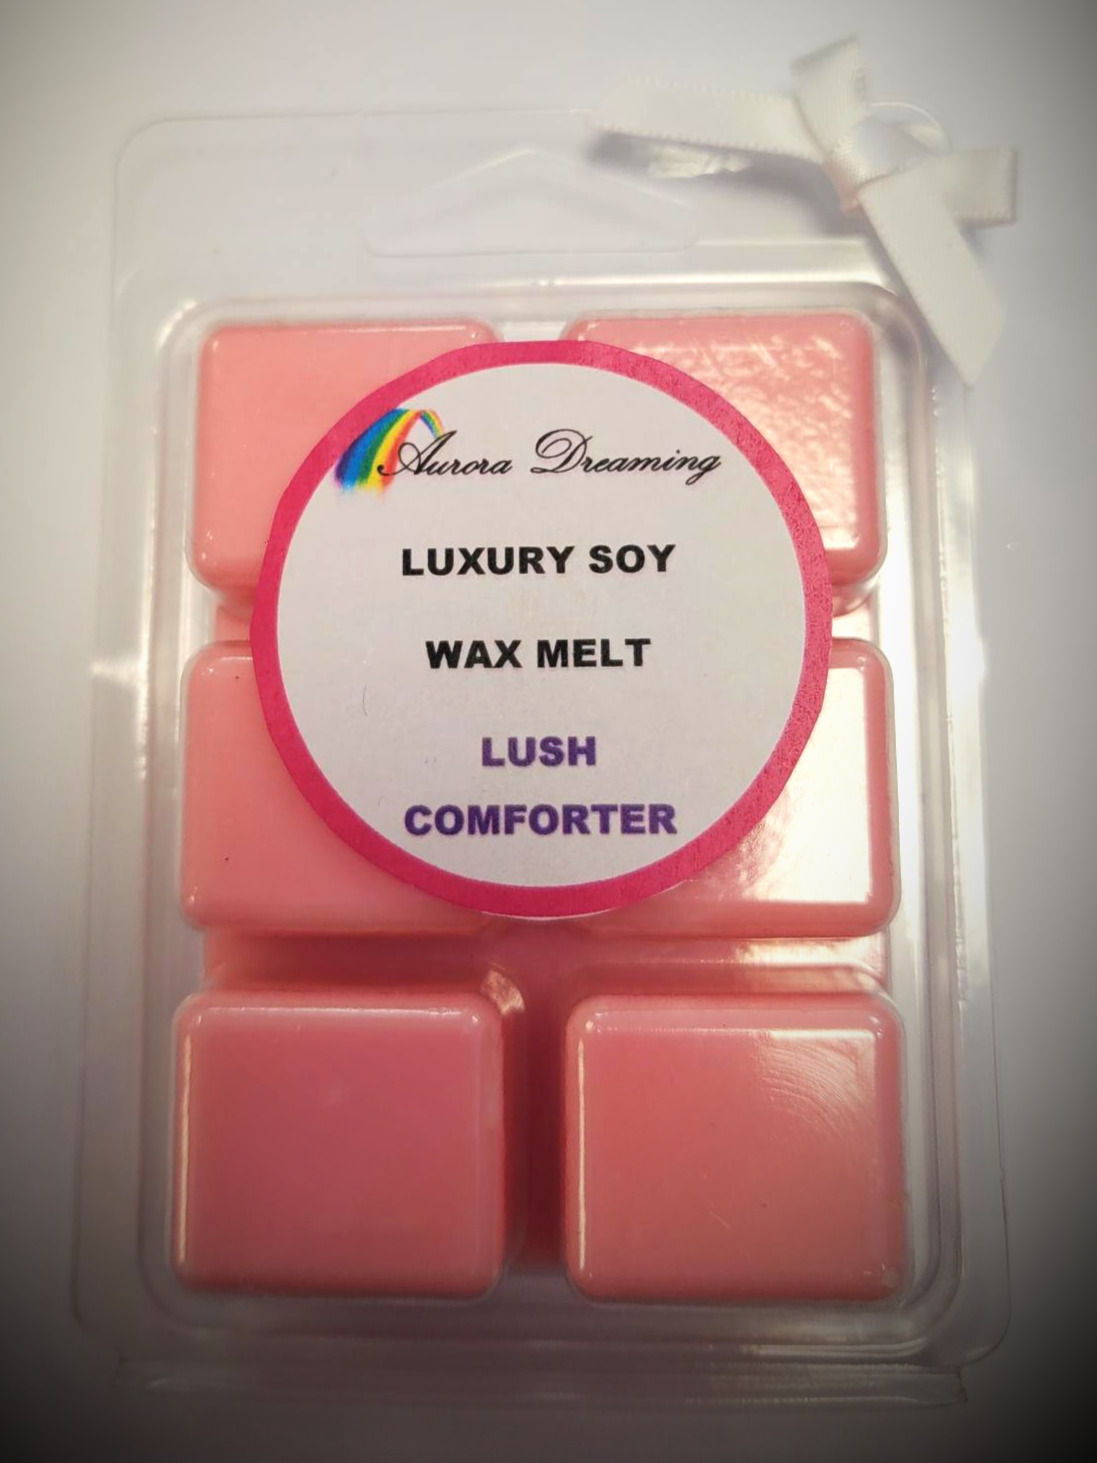 Aurora Dreaming
LUXURY SOY
WAX MELT
LUSH
COMFORTER